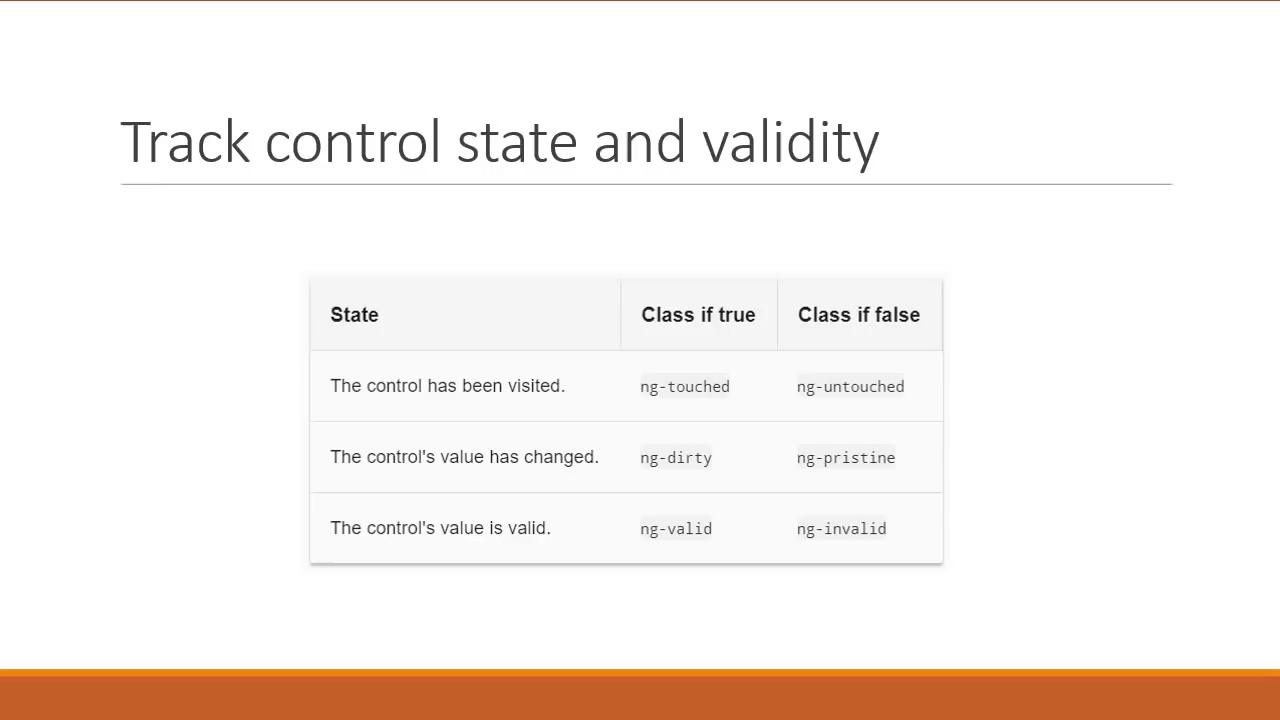 Track control state and validity
State Class if true Class if false
The control has been visited. ng-touched ng-untouched
The control's value has changed. ng-dirty ng-pristine
The control's value is valid. ng-valid ng-invalid